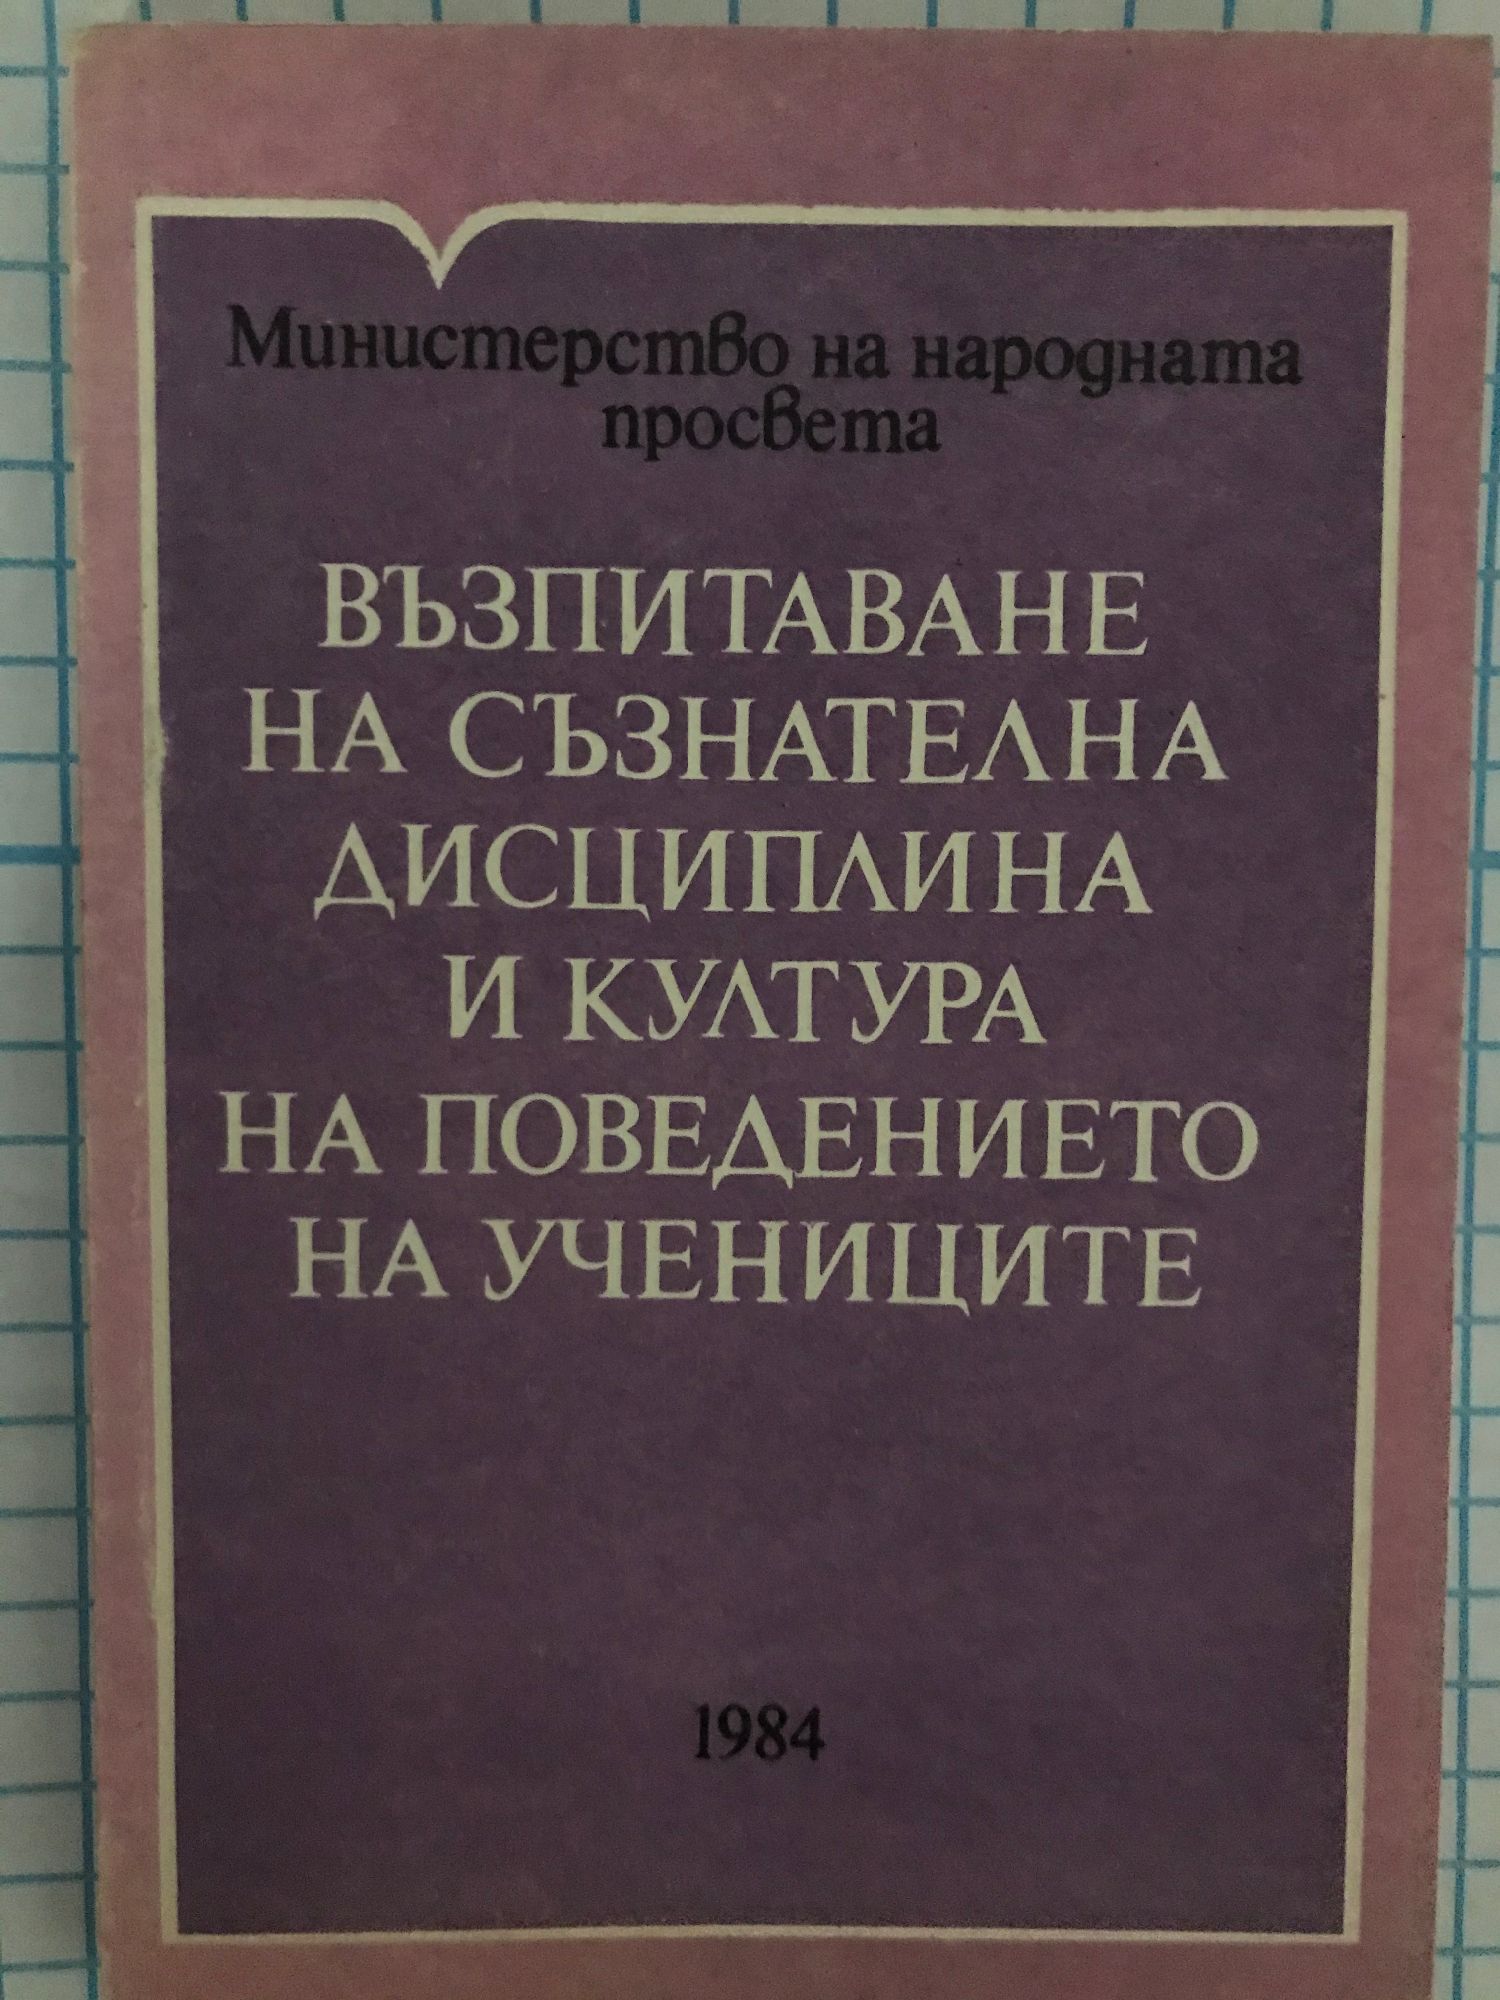 Министерство на народната
просвета
ВЪЗПИТАВАНЕ
НА СЪЗНАТЕЛНА
ДИСЦИПЛИНА
И КУЛТУРА
НА ПОВЕДЕНИЕТО
НА УЧЕНИЦИТЕ
1984